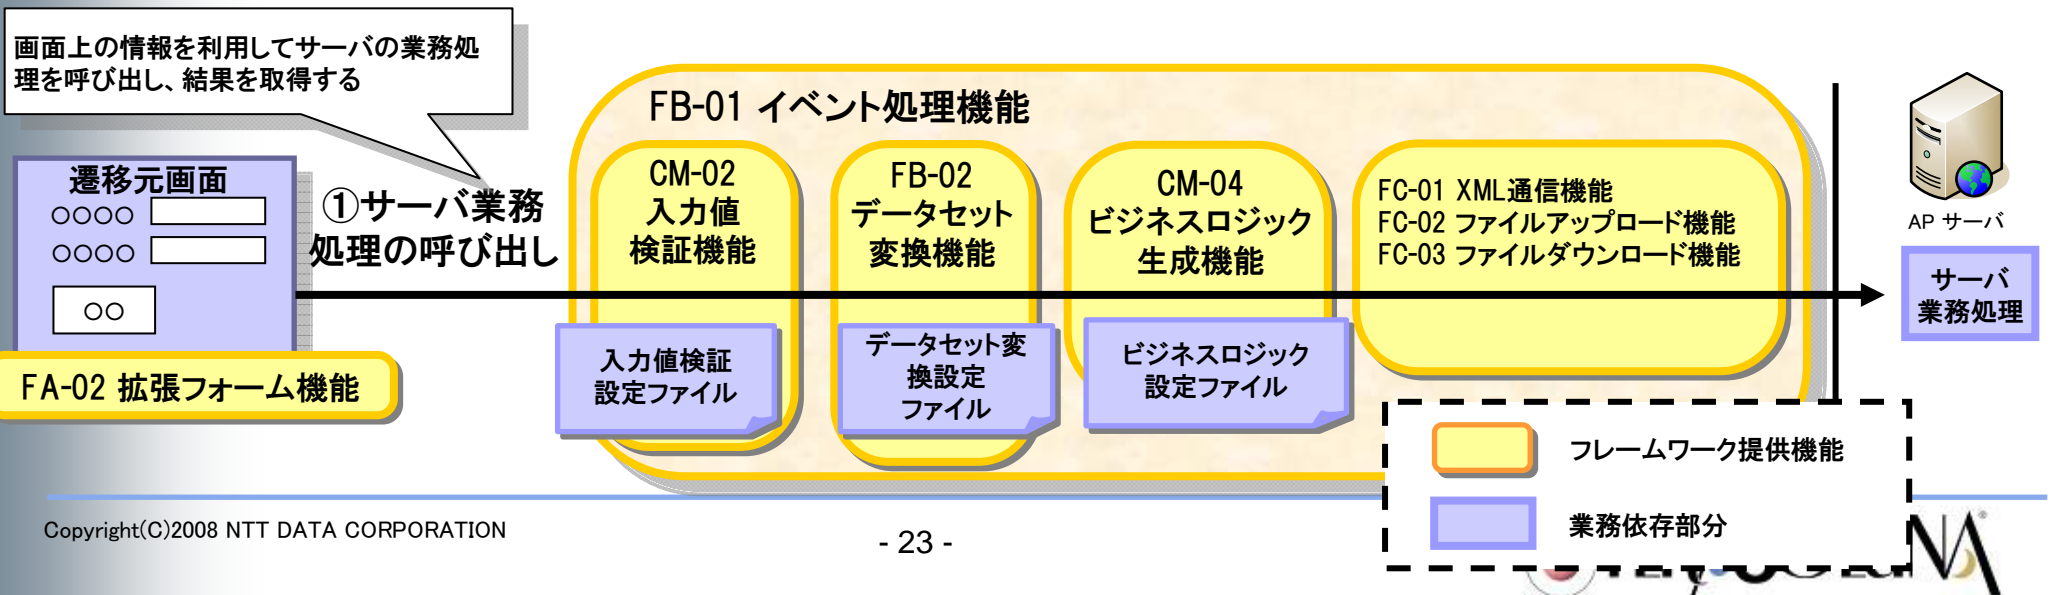 画面上の情報を利用してサーバの業務処
理を呼び出し、結果を取得する
FB-01 イベント処理機能
遷移元画面
○○○○
○○○○
○○
FA-02 拡張フォーム機能
①サーバ業務
処理の呼び出し
CM-02
入力値
検証機能
入力値検証
設定ファイル
FB-02
データセット
変換機能
データセット変
換設定
ファイル
CM-04
ビジネスロジック
生成機能
ビジネスロジック
設定ファイル
FC-01 XML通信機能
FC-02 ファイルアップロード機能
FC-03 ファイルダウンロード機能
AP サーバ
サーバ
業務処理
フレームワーク提供機能
業務依存部分
Copyright(C)2008 NTT DATA CORPORATION
- 23 -